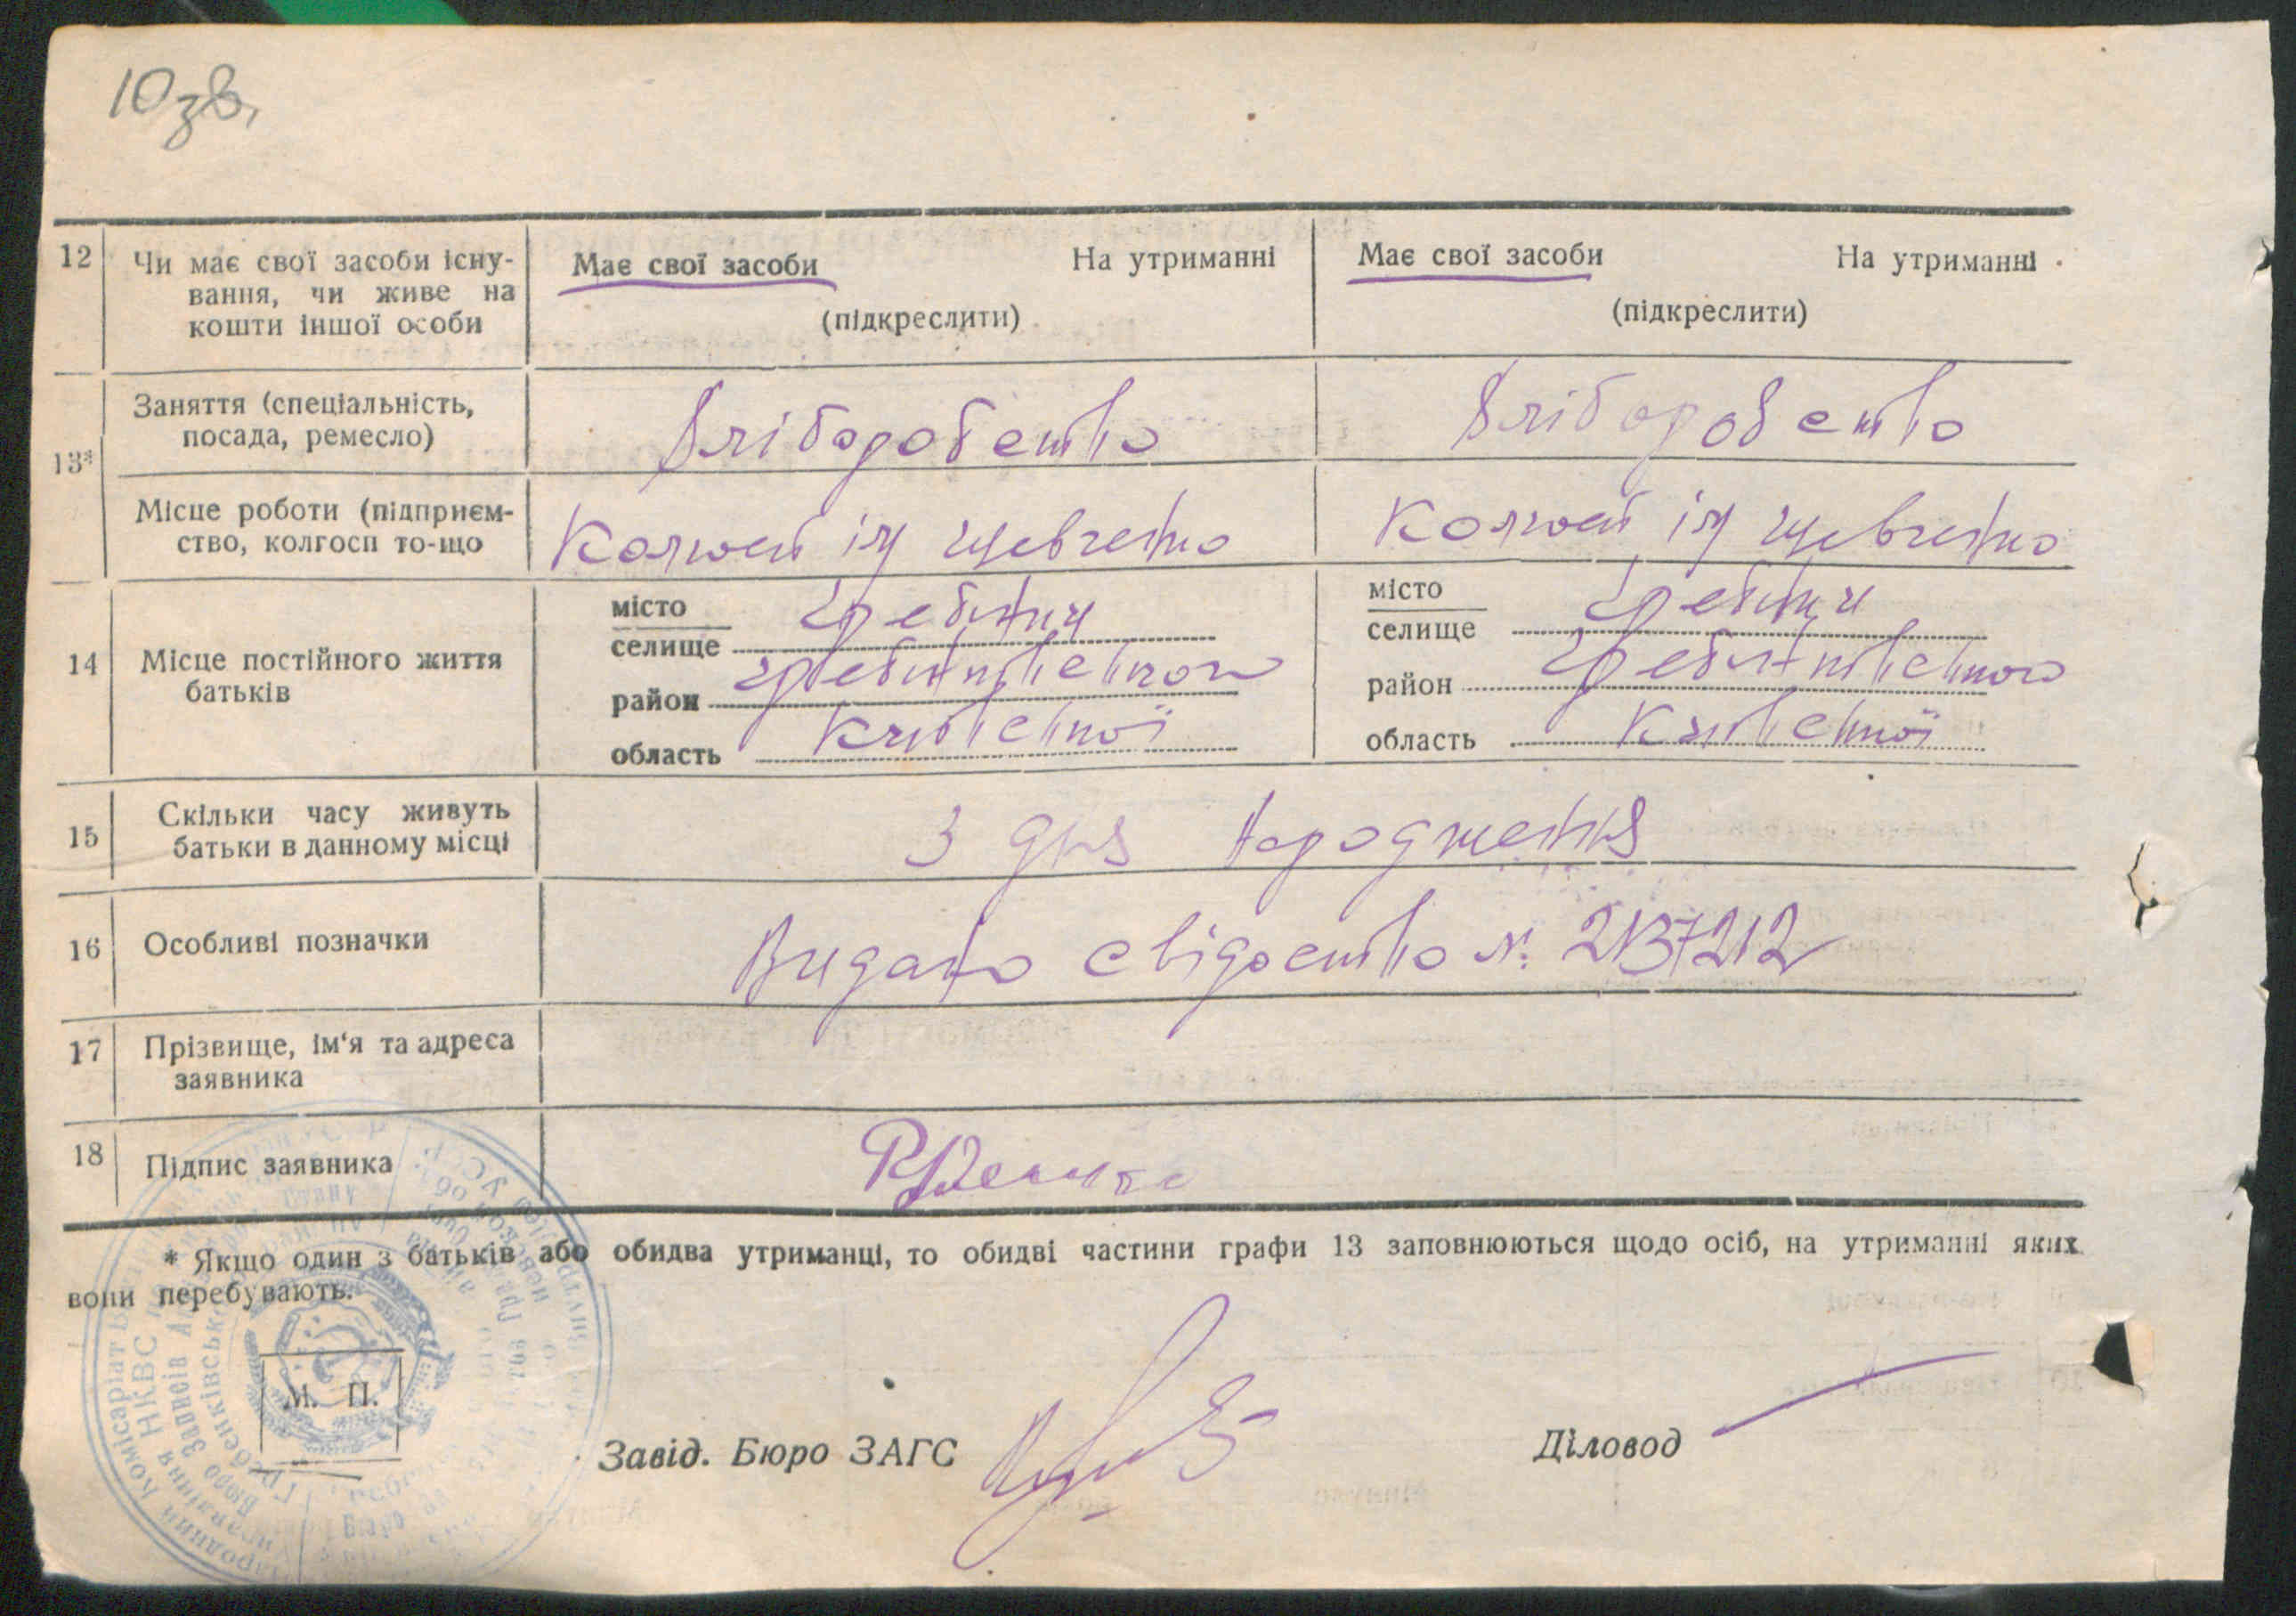 10 зв.
12 Чи має свої засоби існу- Має свої засоби На утриманні Має свої засоби На утриманні
вання, чи живе на
кошти іншої особи (підкреслити) (підкреслити)
13* Заняття (спеціальність, Хліборобство Хліборобство
посада, ремесло)
Місце роботи (підприєм- Колгосп ім Шевченко Колгосп ім Шевченко
ство, колгосп то-що
14 Місце постійного життя батьків
місто Гребінки місто Гребінки
селище селище
район Гребінківської район Гребінківської
область Київської область Київської
15 Скільки часу живуть З дня народження
батьки в данному місці
16 Особливі позначки Видано свідоство № 2137212
17 Прізвище, ім'я та адреса
заявника
18 Підпис заявника
* Якщо один з батьків або обидва утриманці, то обидві частини графи 13 заповнюються щодо осіб, на утриманні яких
вони перебувають.
М. П.
Завід. Бюро ЗАГС Діловод